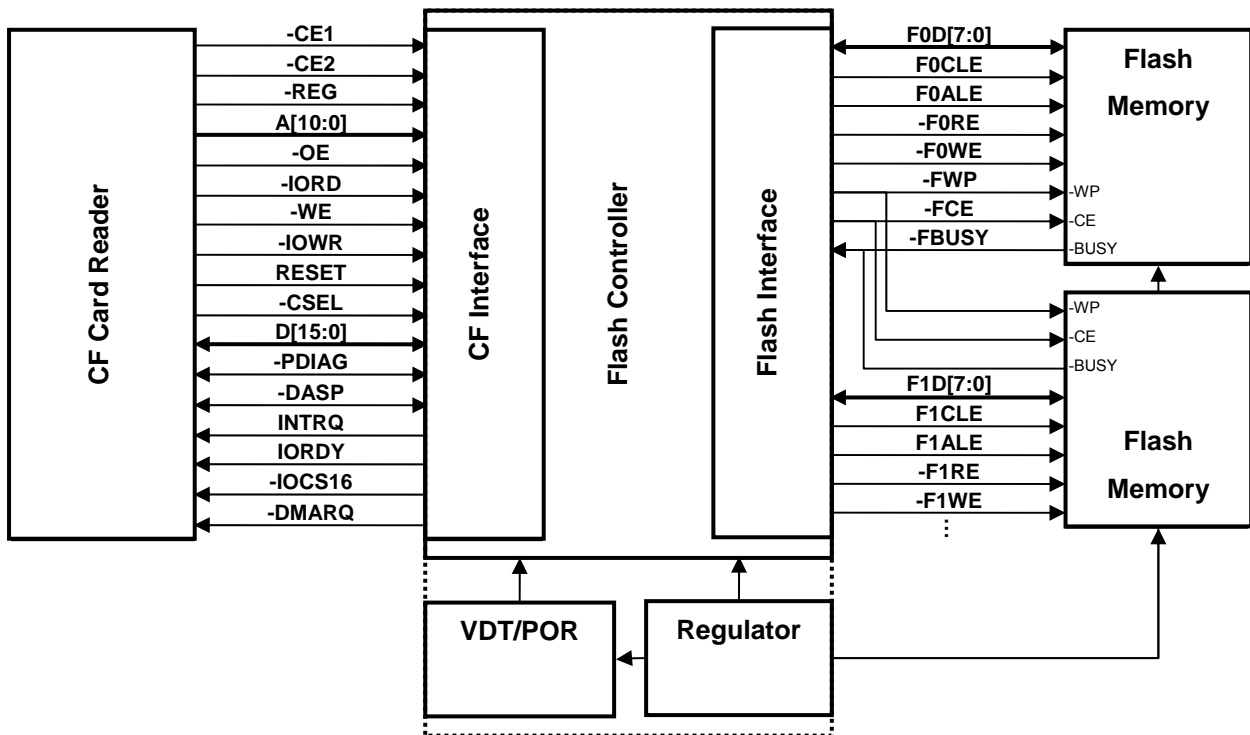 CF Card Reader
-CE1
-CE2
-REG
A[10:0]
-OE
-IORD
-WE
-IOWR
RESET
-CSEL
D[15:0]
-PDIAG
-DASP
INTRQ
IORDY
-IOCS16
-DMARQ
CF Interface
Flash Controller
Flash Interface
F0D[7:0]
F0CLE
F0ALE
-F0RE
-F0WE
-FWP
-FCE
-FBUSY
Flash
Memory
-WP
-CE
-BUSY
-WP
-CE
-BUSY
F1D[7:0]
F1CLE
F1ALE
-F1RE
-F1WE
...
Flash
Memory
VDT/POR
Regulator